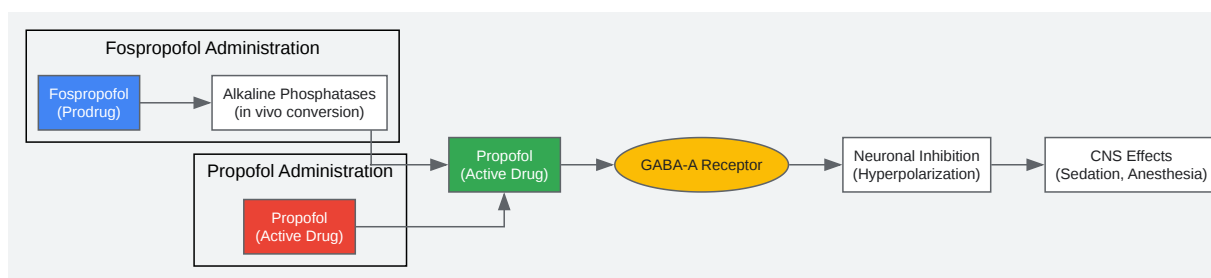 Fospropofol Administration
Fospropofol
(Prodrug)
Alkaline Phosphatases
(in vivo conversion)
Propofol Administration
Propofol
(Active Drug)
Propofol
(Active Drug)
GABA-A Receptor
Neuronal Inhibition
(Hyperpolarization)
CNS Effects
(Sedation, Anesthesia)